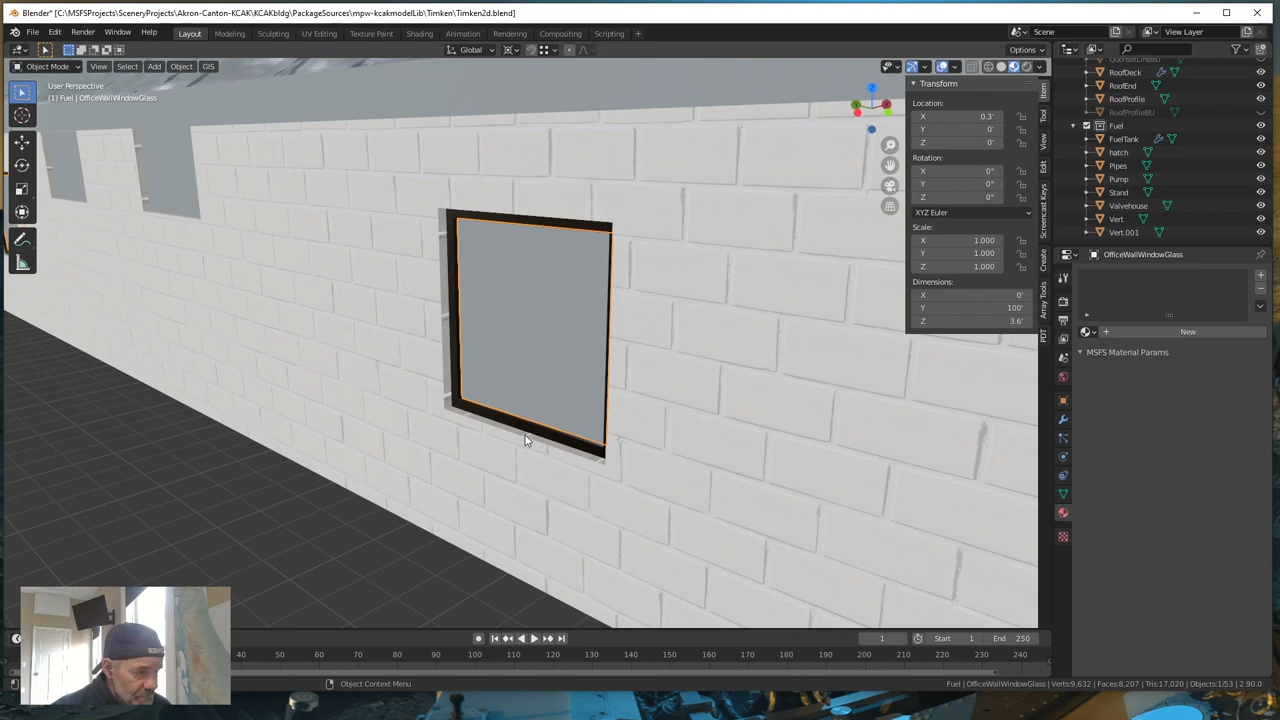 Blender* [C:\MSFSProjects\SceneryProjects\Akron-Canton-KCAK\KCAKbldg\PackageSources\mpw-kcakmodelLib\Timken\Timken2d.blend]
File Edit Render Window Help Layout Modeling Sculpting UV Editing Texture Paint Shading Animation Rendering Compositing Scripting + Scene View Layer
Global Options
Object Mode View Select Add Object GIS
User Perspective
(1) Fuel | OfficeWallWindowGlass
Transform
Location:
X 0.3'
Y 0'
Z 0'
Rotation:
X 0°
Y 0°
Z 0°
XYZ Euler
Scale:
X 1.000
Y 1.000
Z 1.000
Dimensions:
X 0'
Y 100'
Z 3.6'
Item
Tool
View
Edit
Screencast Keys
Create
Array Tools
PDT
RoofDeck
RoofEnd
RoofProfile
RoofProfileBU
Fuel
FuelTank
hatch
Pipes
Pump
Stand
Valvehouse
Vert
Vert.001
OfficeWallWindowGlass
+ New
MSFS Material Params
1 Start 1 End 250
40 50 60 70 80 90 100 110 120 130 140 150 160 170 180 190 200 210 220 230 240
Object Context Menu
Fuel | OfficeWallWindowGlass | Verts:9,632 | Faces:8,207 | Tris:17,020 | Objects:1/53 | 2.90.0